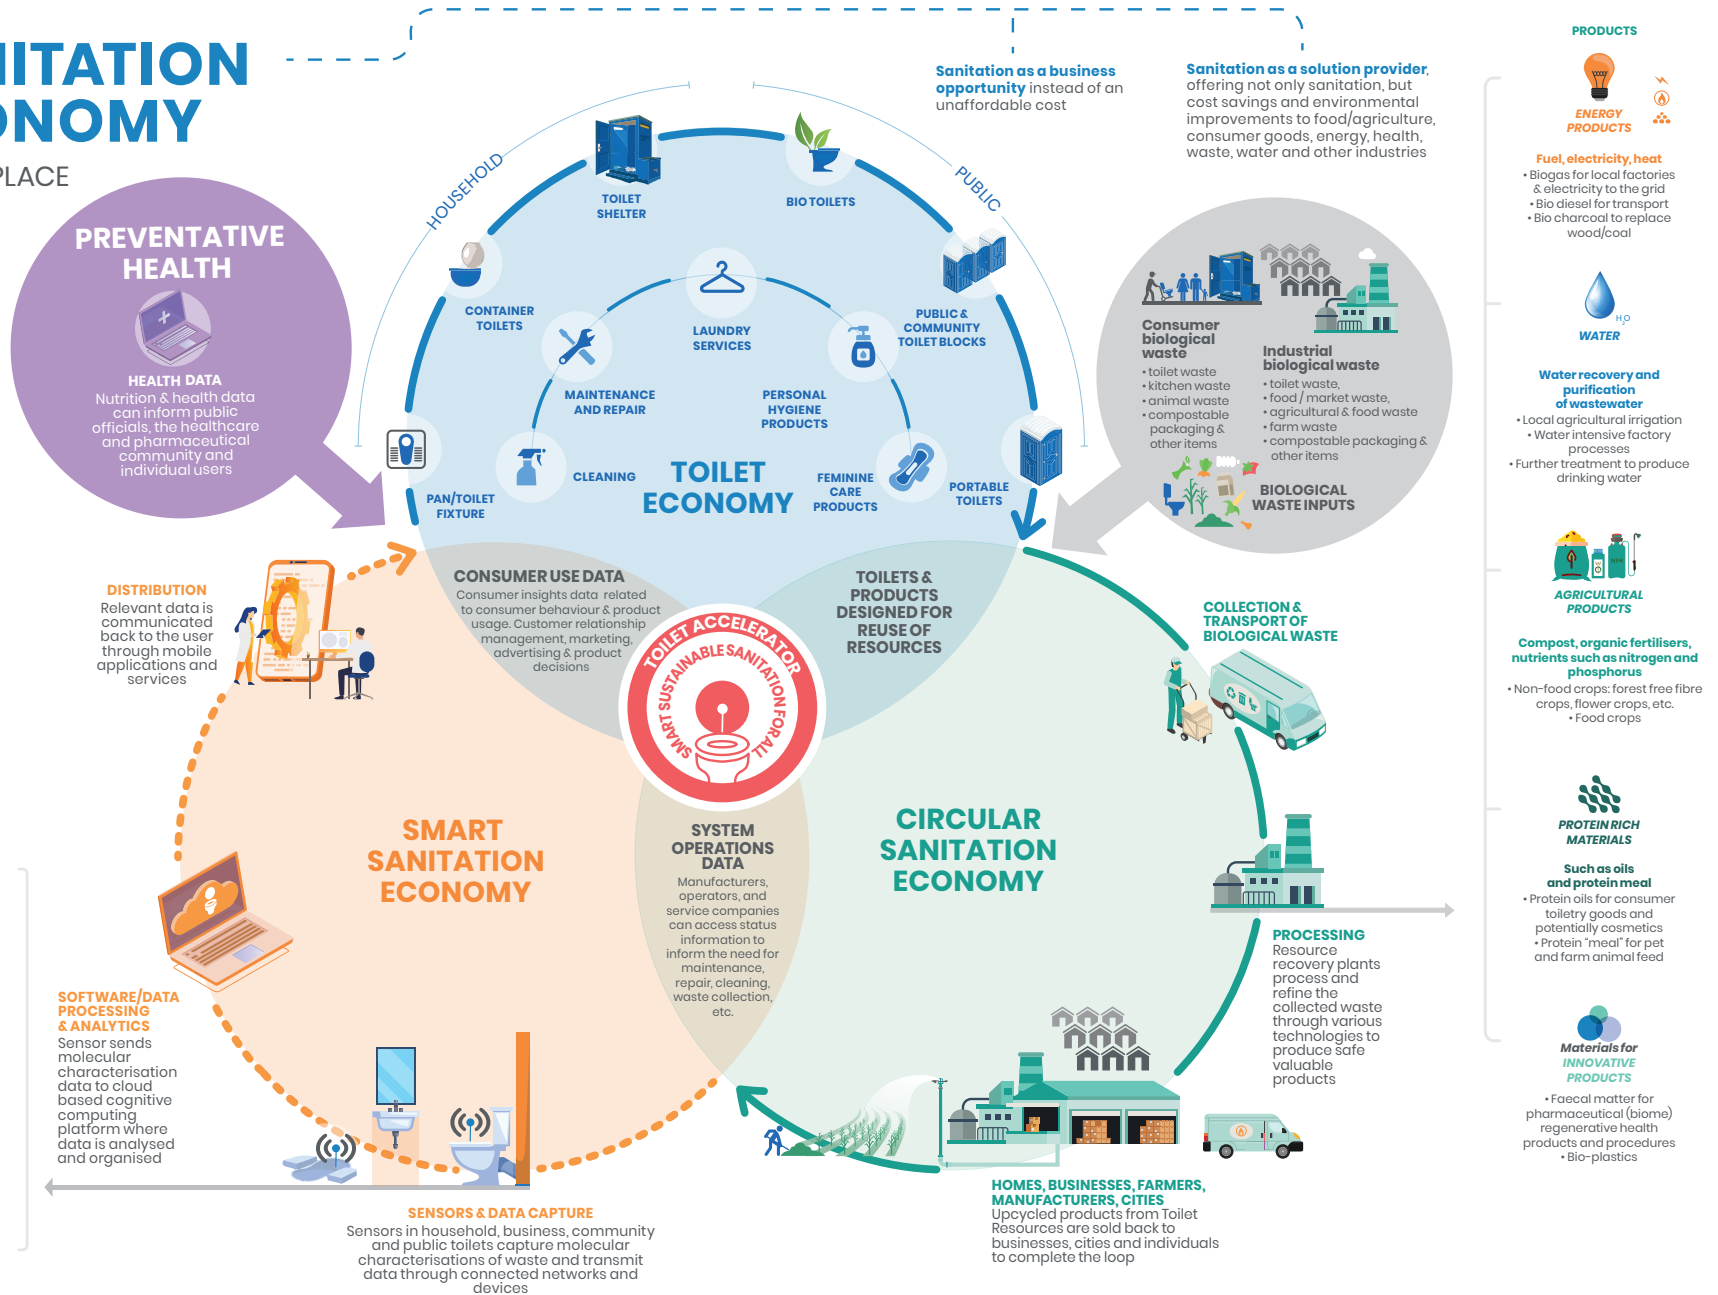 NITATION
ONOMY
PLACE
Sanitation as a business
opportunity instead of an
unaffordable cost
Sanitation as a solution provider,
offering not only sanitation, but
cost savings and environmental
improvements to food/agriculture,
consumer goods, energy, health,
waste, water and other industries
PREVENTATIVE
HEALTH
HEALTH DATA
Nutrition & health data
can inform public
officials, the healthcare
and pharmaceutical
community and
individual users
HOUSEHOLD
PUBLIC
TOILET
SHELTER
BIO TOILETS
CONTAINER
TOILETS
PUBLIC &
COMMUNITY
TOILET BLOCKS
LAUNDRY
SERVICES
MAINTENANCE
AND REPAIR
PERSONAL
HYGIENE
PRODUCTS
CLEANING
TOILET
ECONOMY
FEMININE
CARE
PRODUCTS
PORTABLE
TOILETS
PAN/TOILET
FIXTURE
Consumer
biological
waste
• toilet waste
• kitchen waste
• animal waste
• compostable
packaging &
other items
Industrial
biological waste
• toilet waste,
• food / market waste,
• agricultural & food waste
• farm waste
• compostable packaging &
other items
BIOLOGICAL
WASTE INPUTS
CONSUMER USE DATA
Consumer insights data related
to consumer behaviour & product
usage. Customer relationship
management, marketing,
advertising & product
decisions
TOILETS &
PRODUCTS
DESIGNED FOR
REUSE OF
RESOURCES
TOILET ACCELERATOR
SMART SUSTAINABLE SANITATION FOR ALL
DISTRIBUTION
Relevant data is
communicated
back to the user
through mobile
applications and
services
SMART
SANITATION
ECONOMY
SYSTEM
OPERATIONS
DATA
Manufacturers,
operators, and
service companies
can access status
information to
inform the need for
maintenance,
repair, cleaning,
waste collection,
etc.
CIRCULAR
SANITATION
ECONOMY
COLLECTION &
TRANSPORT OF
BIOLOGICAL WASTE
PROCESSING
Resource
recovery plants
process and
refine the
collected waste
through various
technologies to
produce safe
valuable
products
SOFTWARE/DATA
PROCESSING
& ANALYTICS
Sensor sends
molecular
characterisation
data to cloud
based cognitive
computing
platform where
data is analysed
and organised
SENSORS & DATA CAPTURE
Sensors in household, business, community
and public toilets capture molecular
characterisations of waste and transmit
data through connected networks and
devices
HOMES, BUSINESSES, FARMERS,
MANUFACTURERS, CITIES
Upcycled products from Toilet
Resources are sold back to
businesses, cities and individuals
to complete the loop
PRODUCTS
ENERGY
PRODUCTS
Fuel, electricity, heat
• Biogas for local factories
& electricity to the grid
• Bio diesel for transport
• Bio charcoal to replace
wood/coal
H2O
WATER
Water recovery and
purification
of wastewater
• Local agricultural irrigation
• Water intensive factory
processes
• Further treatment to produce
drinking water
NPK
AGRICULTURAL
PRODUCTS
Compost, organic fertilisers,
nutrients such as nitrogen and
phosphorus
• Non-food crops: forest free fibre
crops, flower crops, etc.
• Food crops
PROTEIN RICH
MATERIALS
Such as oils
and protein meal
• Protein oils for consumer
toiletry goods and
potentially cosmetics
• Protein "meal" for pet
and farm animal feed
Materials for
INNOVATIVE
PRODUCTS
• Faecal matter for
pharmaceutical (biome)
regenerative health
products and procedures
• Bio-plastics